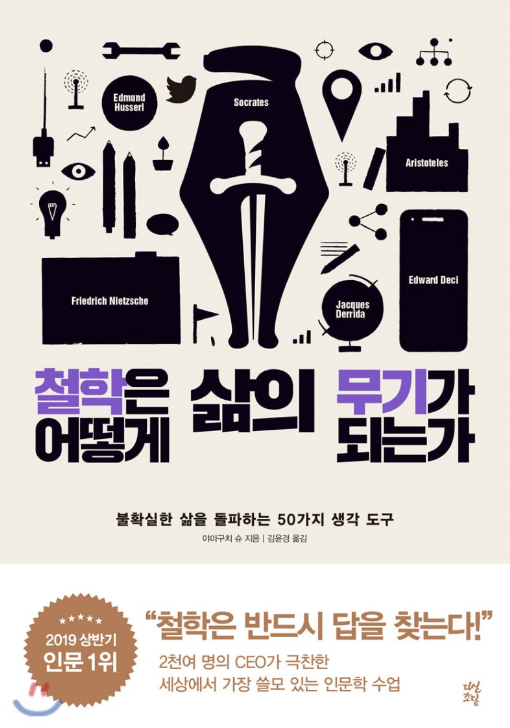 Edmund
Husserl
Socrates
Aristoteles
Friedrich Nietzsche
Jacques
Derrida
Edward Deci
철학은 삶의 무기가
어떻게 되는가
불확실한 삶을 돌파하는 50가지 생각 도구
야마구치 슈 지음 | 김윤경 옮김
2019 상반기
인문 1위
“철학은 반드시 답을 찾는다!”
2천여 명의 CEO가 극찬한
세상에서 가장 쓸모 있는 인문학 수업
다산
초당